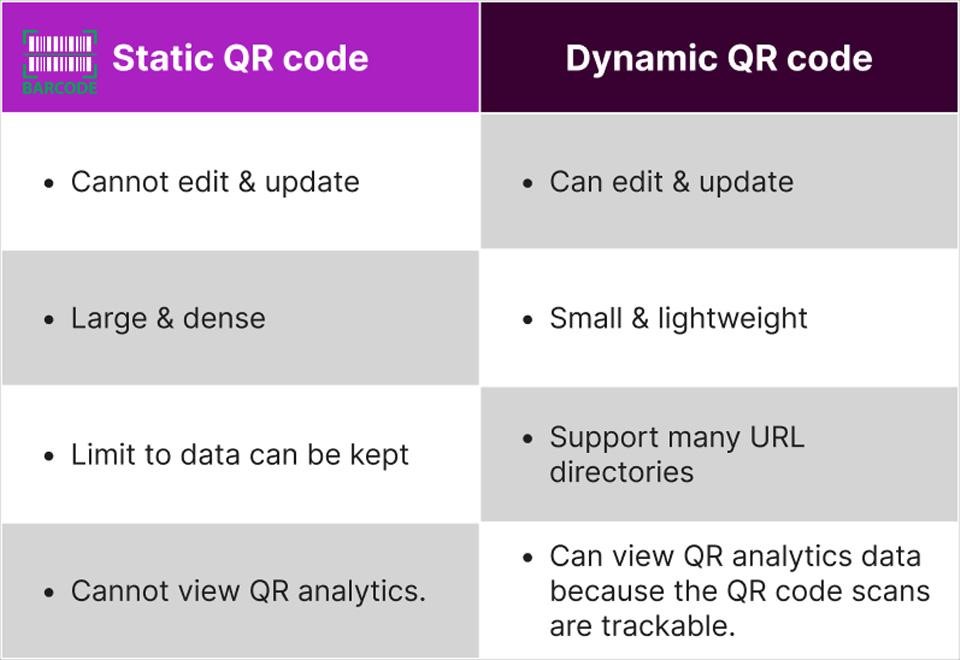 BARCODE
Static QR code
Dynamic QR code
• Cannot edit & update
• Can edit & update
• Large & dense
• Small & lightweight
• Limit to data can be kept
• Support many URL
directories
• Cannot view QR analytics.
• Can view QR analytics data
because the QR code scans
are trackable.